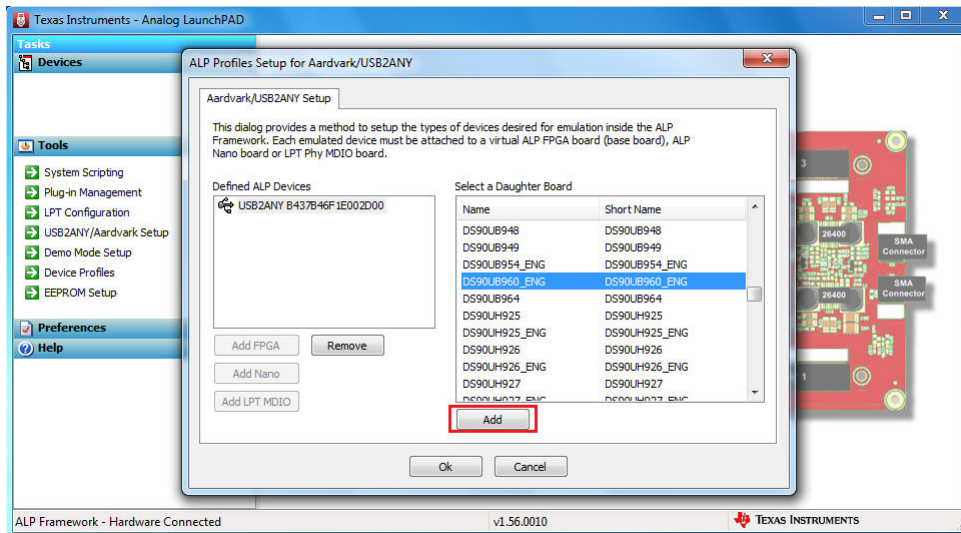 Texas Instruments - Analog LaunchPAD
Tasks
Devices
Tools
System Scripting
Plug-in Management
LPT Configuration
USB2ANY/Aardvark Setup
Demo Mode Setup
Device Profiles
EEPROM Setup
Preferences
Help
ALP Profiles Setup for Aardvark/USB2ANY
Aardvark/USB2ANY Setup
This dialog provides a method to setup the types of devices desired for emulation inside the ALP
Framework. Each emulated device must be attached to a virtual ALP FPGA board (base board), ALP
Nano board or LPT Phy MDIO board.
Defined ALP Devices
USB2ANY B437B46F1E002D00
Add FPGA
Remove
Add Nano
Add LPT MDIO
Select a Daughter Board
Name Short Name
DS90UB948 DS90UB948
DS90UB949 DS90UB949
DS90UB954_ENG DS90UB954_ENG
DS90UB960_ENG DS90UB960_ENG
DS90UB964 DS90UB964
DS90UH925 DS90UH925
DS90UH925_ENG DS90UH925_ENG
DS90UH926 DS90UH926
DS90UH926_ENG DS90UH926_ENG
DS90UH927 DS90UH927
DS90UH927_ENG DS90UH927_ENG
Add
Ok
Cancel
3
26400
SMA
Connector
SMA
Connector
26400
1
ALP Framework - Hardware Connected
v1.56.0010
TEXAS INSTRUMENTS